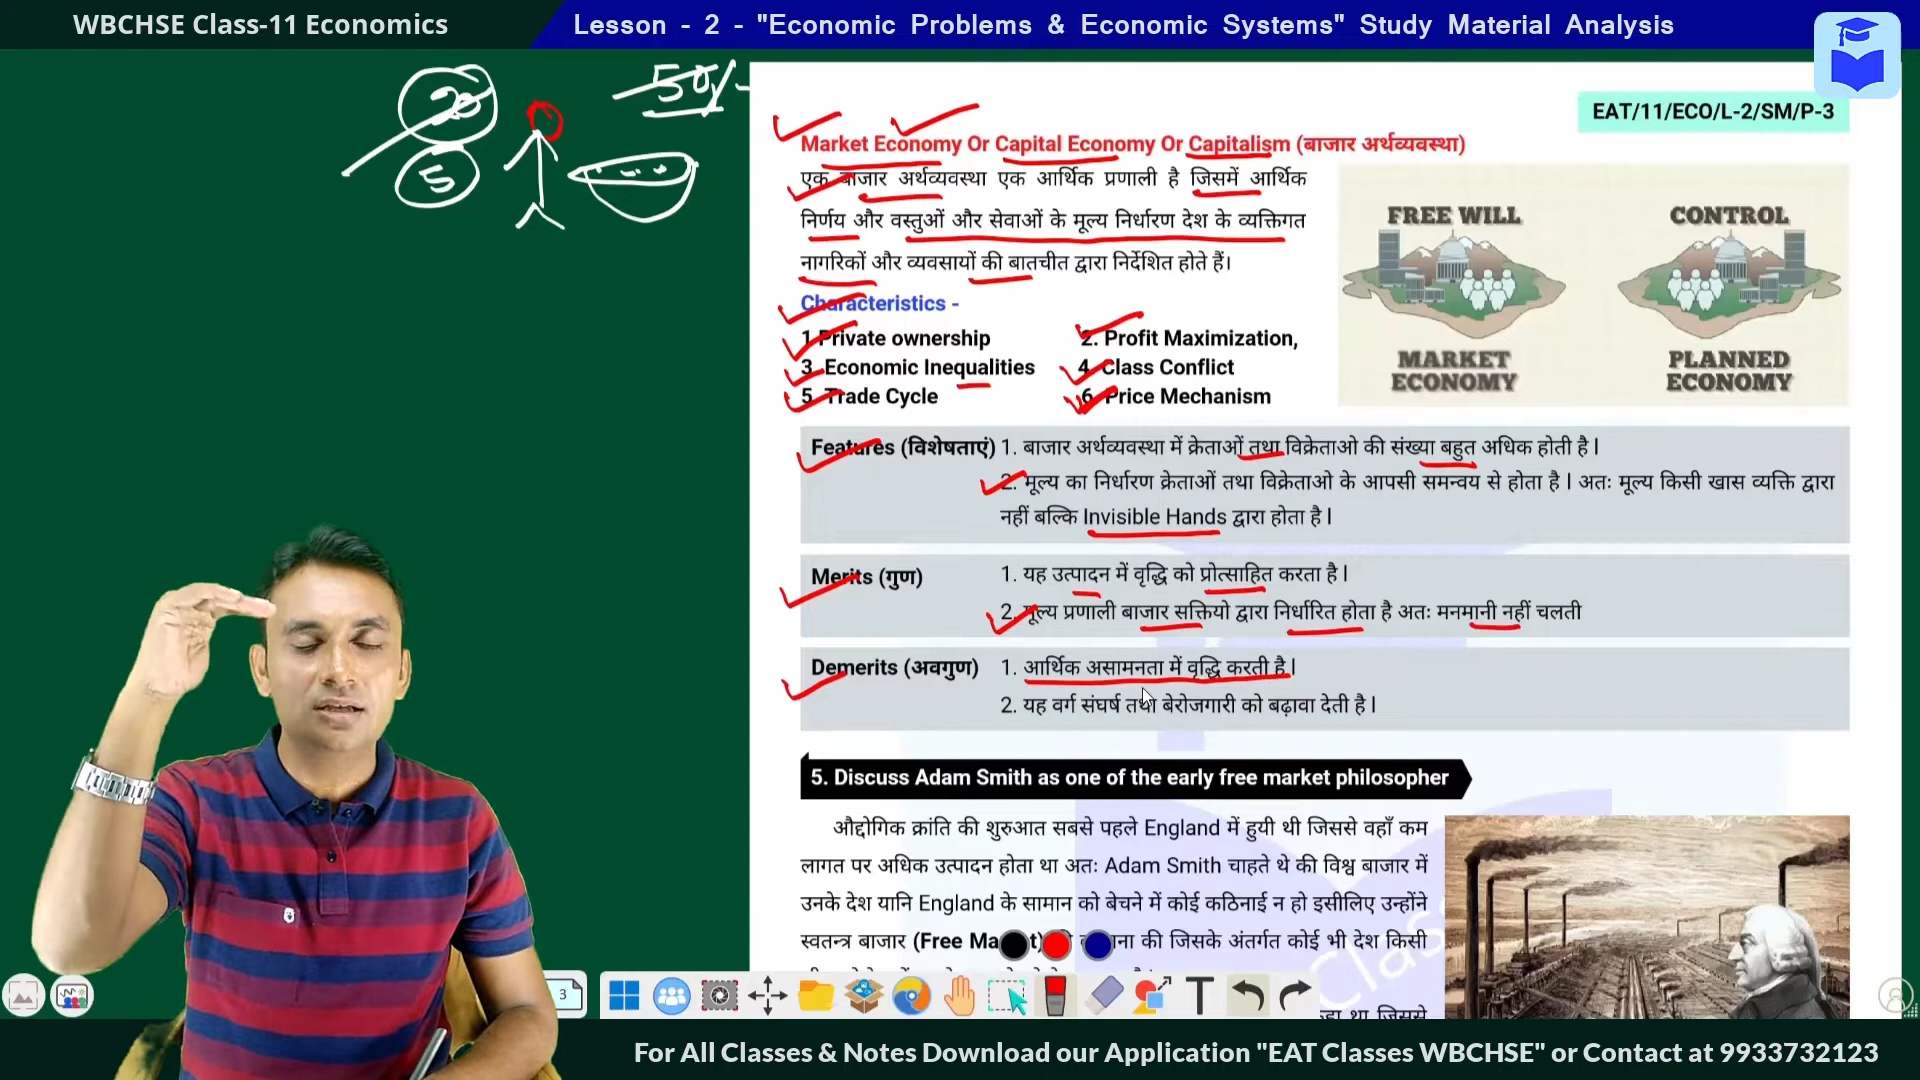 WBCHSE Class-11 Economics
Lesson - 2 - "Economic Problems & Economic Systems" Study Material Analysis
20
5
50/-
EAT/11/ECO/L-2/SM/P-3
Market Economy Or Capital Economy Or Capitalism (बाजार अर्थव्यवस्था)
एक बाजार अर्थव्यवस्था एक आर्थिक प्रणाली है जिसमें आर्थिक
निर्णय और वस्तुओं और सेवाओं के मूल्य निर्धारण देश के व्यक्तिगत
नागरिकों और व्यवसायों की बातचीत द्वारा निर्देशित होते हैं।
Characteristics -
1 Private ownership 2. Profit Maximization,
3. Economic Inequalities 4. Class Conflict
5. Trade Cycle 6. Price Mechanism
FREE WILL
MARKET
ECONOMY
CONTROL
PLANNED
ECONOMY
Features (विशेषताएं) 1. बाजार अर्थव्यवस्था में क्रेताओं तथा विक्रेताओ की संख्या बहुत अधिक होती है l
2. मूल्य का निर्धारण क्रेताओं तथा विक्रेताओ के आपसी समन्वय से होता है l अतः मूल्य किसी खास व्यक्ति द्वारा
नहीं बल्कि Invisible Hands द्वारा होता है l
Merits (गुण) 1. यह उत्पादन में वृद्धि को प्रोत्साहित करता है l
2. मूल्य प्रणाली बाजार सक्तियो द्वारा निर्धारित होता है अतः मनमानी नहीं चलती
Demerits (अवगुण) 1. आर्थिक असामनता में वृद्धि करती है l
2. यह वर्ग संघर्ष तथा बेरोजगारी को बढ़ावा देती है l
5. Discuss Adam Smith as one of the early free market philosopher
औद्दोगिक क्रांति की शुरुआत सबसे पहले England में हुयी थी जिससे वहाँ कम
लागत पर अधिक उत्पादन होता था अतः Adam Smith चाहते थे की विश्व बाजार में
उनके देश यानि England के सामान को बेचने में कोई कठिनाई न हो इसीलिए उन्होंने
स्वतन्त्र बाजार (Free की जिसके अंतर्गत कोई भी देश किसी
था जिससे
3
For All Classes & Notes Download our Application "EAT Classes WBCHSE" or Contact at 9933732123